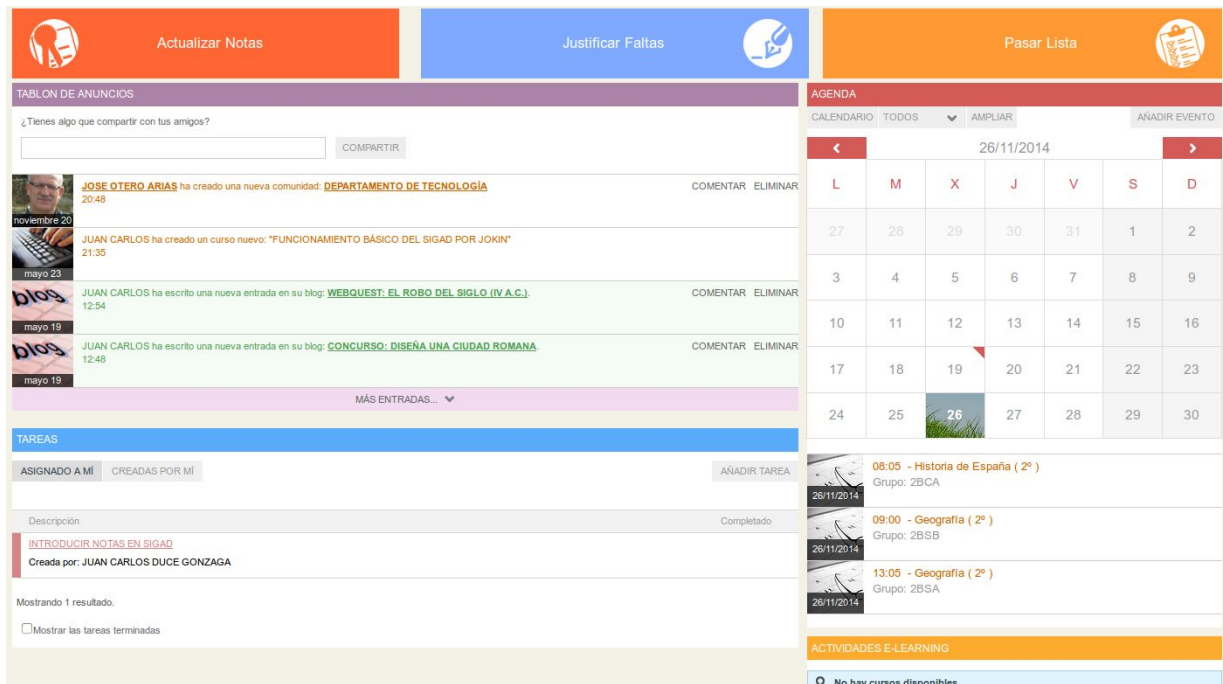 Actualizar Notas
Justificar Faltas
Pasar Lista
TABLON DE ANUNCIOS
¿Tienes algo que compartir con tus amigos?
COMPARTIR
JOSE OTERO ARIAS ha creado una nueva comunidad: DEPARTAMENTO DE TECNOLOGÍA
20:48
COMENTAR ELIMINAR
noviembre 20
JUAN CARLOS ha creado un curso nuevo: "FUNCIONAMIENTO BÁSICO DEL SIGAD POR JOKIN"
21:35
mayo 23
blog
JUAN CARLOS ha escrito una nueva entrada en su blog: WEBQUEST: EL ROBO DEL SIGLO (IV A.C.).
12:54
COMENTAR ELIMINAR
mayo 19
blog
JUAN CARLOS ha escrito una nueva entrada en su blog: CONCURSO: DISEÑA UNA CIUDAD ROMANA.
12:48
COMENTAR ELIMINAR
mayo 19
MÁS ENTRADAS...
TAREAS
ASIGNADO A MÍ CREADAS POR MÍ AÑADIR TAREA
Descripción Completado
INTRODUCIR NOTAS EN SIGAD
Creada por: JUAN CARLOS DUCE GONZAGA
Mostrando 1 resultado.
Mostrar las tareas terminadas
AGENDA
CALENDARIO TODOS AMPLIAR AÑADIR EVENTO
26/11/2014
L M X J V S D
27 28 29 30 31 1 2
3 4 5 6 7 8 9
10 11 12 13 14 15 16
17 18 19 20 21 22 23
24 25 26 27 28 29 30
08:05 - Historia de España ( 2º )
Grupo: 2BCA
26/11/2014
09:00 - Geografía ( 2º )
Grupo: 2BSB
26/11/2014
13:05 - Geografía ( 2º )
Grupo: 2BSA
26/11/2014
ACTIVIDADES E-LEARNING
No hay cursos disponibles